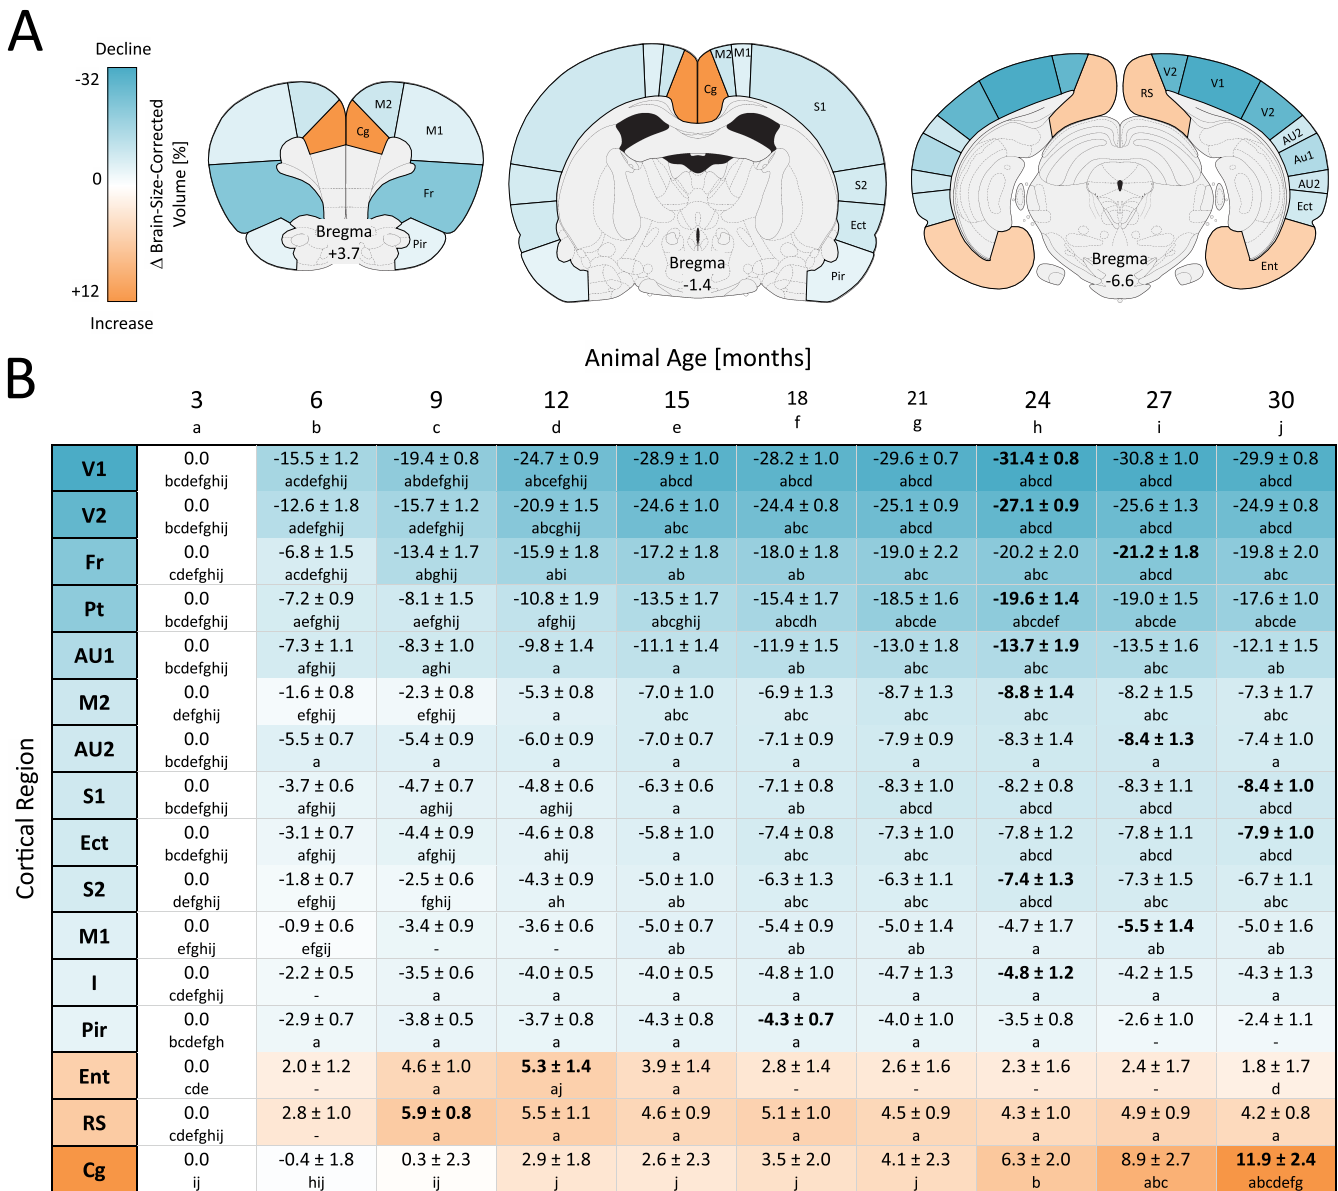 A
Decline
-32
0
+12
Increase
Δ Brain-Size-Corrected
Volume [%]
M2
Cg
M1
Fr
Pir
Bregma
+3.7
M2
M1
Cg
S1
S2
Ect
Pir
Bregma
-1.4
RS
V2
V1
V2
AU2
Au1
AU2
Ect
Ent
Bregma
-6.6
B
Animal Age [months]
3 6 9 12 15 18 21 24 27 30
a b c d e f g h i j
Cortical Region
V1 0.0 -15.5 ± 1.2 -19.4 ± 0.8 -24.7 ± 0.9 -28.9 ± 1.0 -28.2 ± 1.0 -29.6 ± 0.7 -31.4 ± 0.8 -30.8 ± 1.0 -29.9 ± 0.8
bcdefghij acdefghij abdefghij abcefghij abcd abcd abcd abcd abcd abcd
V2 0.0 -12.6 ± 1.8 -15.7 ± 1.2 -20.9 ± 1.5 -24.6 ± 1.0 -24.4 ± 0.8 -25.1 ± 0.9 -27.1 ± 0.9 -25.6 ± 1.3 -24.9 ± 0.8
bcdefghij adefghij adefghij abcghij abc abc abcd abcd abcd abcd
Fr 0.0 -6.8 ± 1.5 -13.4 ± 1.7 -15.9 ± 1.8 -17.2 ± 1.8 -18.0 ± 1.8 -19.0 ± 2.2 -20.2 ± 2.0 -21.2 ± 1.8 -19.8 ± 2.0
cdefghij acdefghij abghij abi ab ab abc abc abcd abc
Pt 0.0 -7.2 ± 0.9 -8.1 ± 1.5 -10.8 ± 1.9 -13.5 ± 1.7 -15.4 ± 1.7 -18.5 ± 1.6 -19.6 ± 1.4 -19.0 ± 1.5 -17.6 ± 1.0
bcdefghij aefghij aefghij afghij abcghij abcdh abcde abcdef abcde abcde
AU1 0.0 -7.3 ± 1.1 -8.3 ± 1.0 -9.8 ± 1.4 -11.1 ± 1.4 -11.9 ± 1.5 -13.0 ± 1.8 -13.7 ± 1.9 -13.5 ± 1.6 -12.1 ± 1.5
bcdefghij afghij aghi a a ab abc abc abc ab
M2 0.0 -1.6 ± 0.8 -2.3 ± 0.8 -5.3 ± 0.8 -7.0 ± 1.0 -6.9 ± 1.3 -8.7 ± 1.3 -8.8 ± 1.4 -8.2 ± 1.5 -7.3 ± 1.7
defghij efghij efghij a abc abc abc abc abc abc
AU2 0.0 -5.5 ± 0.7 -5.4 ± 0.9 -6.0 ± 0.9 -7.0 ± 0.7 -7.1 ± 0.9 -7.9 ± 0.9 -8.3 ± 1.4 -8.4 ± 1.3 -7.4 ± 1.0
bcdefghij a a a a a a a a a
S1 0.0 -3.7 ± 0.6 -4.7 ± 0.7 -4.8 ± 0.6 -6.3 ± 0.6 -7.1 ± 0.8 -8.3 ± 1.0 -8.2 ± 0.8 -8.3 ± 1.1 -8.4 ± 1.0
bcdefghij afghij aghij aghij a ab abcd abcd abcd abcd
Ect 0.0 -3.1 ± 0.7 -4.4 ± 0.9 -4.6 ± 0.8 -5.8 ± 1.0 -7.4 ± 0.8 -7.3 ± 1.0 -7.8 ± 1.2 -7.8 ± 1.1 -7.9 ± 1.0
bcdefghij afghij afghij ahij a abc abc abcd abcd abcd
S2 0.0 -1.8 ± 0.7 -2.5 ± 0.6 -4.3 ± 0.9 -5.0 ± 1.0 -6.3 ± 1.3 -6.3 ± 1.1 -7.4 ± 1.3 -7.3 ± 1.5 -6.7 ± 1.1
defghij efghij fghij ah ab abc abc abcd abc abc
M1 0.0 -0.9 ± 0.6 -3.4 ± 0.9 -3.6 ± 0.6 -5.0 ± 0.7 -5.4 ± 0.9 -5.0 ± 1.4 -4.7 ± 1.7 -5.5 ± 1.4 -5.0 ± 1.6
efghij efgij - - ab ab ab a ab ab
I 0.0 -2.2 ± 0.5 -3.5 ± 0.6 -4.0 ± 0.5 -4.0 ± 0.5 -4.8 ± 1.0 -4.7 ± 1.3 -4.8 ± 1.2 -4.2 ± 1.5 -4.3 ± 1.3
cdefghij - a a a a a a a a
Pir 0.0 -2.9 ± 0.7 -3.8 ± 0.5 -3.7 ± 0.8 -4.3 ± 0.8 -4.3 ± 0.7 -4.0 ± 1.0 -3.5 ± 0.8 -2.6 ± 1.0 -2.4 ± 1.1
bcdefgh a a a a a a a - -
Ent 0.0 2.0 ± 1.2 4.6 ± 1.0 5.3 ± 1.4 3.9 ± 1.4 2.8 ± 1.4 2.6 ± 1.6 2.3 ± 1.6 2.4 ± 1.7 1.8 ± 1.7
cde - a aj a - - - - d
RS 0.0 2.8 ± 1.0 5.9 ± 0.8 5.5 ± 1.1 4.6 ± 0.9 5.1 ± 1.0 4.5 ± 0.9 4.3 ± 1.0 4.9 ± 0.9 4.2 ± 0.8
cdefghij - a a a a a a a a
Cg 0.0 -0.4 ± 1.8 0.3 ± 2.3 2.9 ± 1.8 2.6 ± 2.3 3.5 ± 2.0 4.1 ± 2.3 6.3 ± 2.0 8.9 ± 2.7 11.9 ± 2.4
ij hij ij j j j j b abc abcdefg